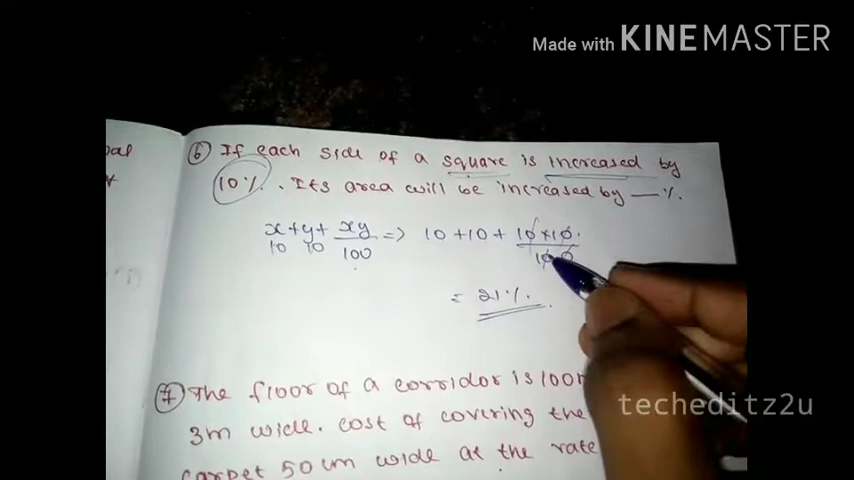 Made with KINEMASTER
⑥ If each side of a square is increased by
10%. Its area will be increased by — %.
x+y+ xy/100 => 10 +10 + 10×10/100
10 10
= 21%.
⑦ The floor of a corridor is 100m
3m wide. cost of covering the
carpet 50 cm wide at the rate
techeditz2u